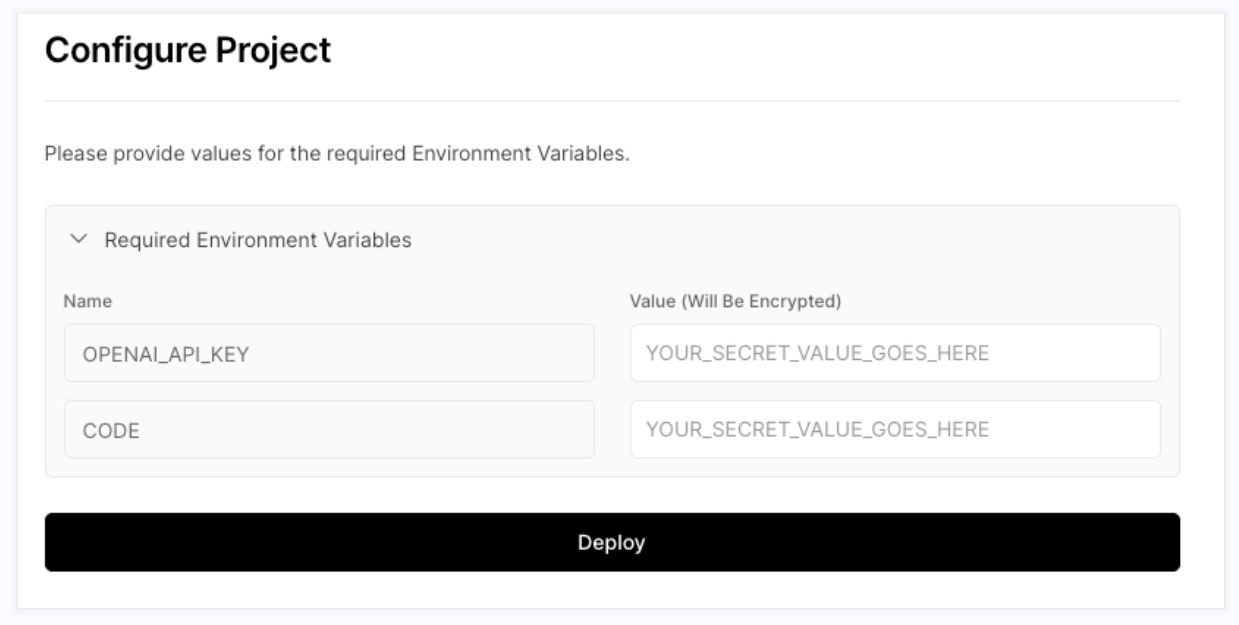 Configure Project
Please provide values for the required Environment Variables.
Required Environment Variables
Name
Value (Will Be Encrypted)
OPENAI_API_KEY
YOUR_SECRET_VALUE_GOES_HERE
CODE
YOUR_SECRET_VALUE_GOES_HERE
Deploy